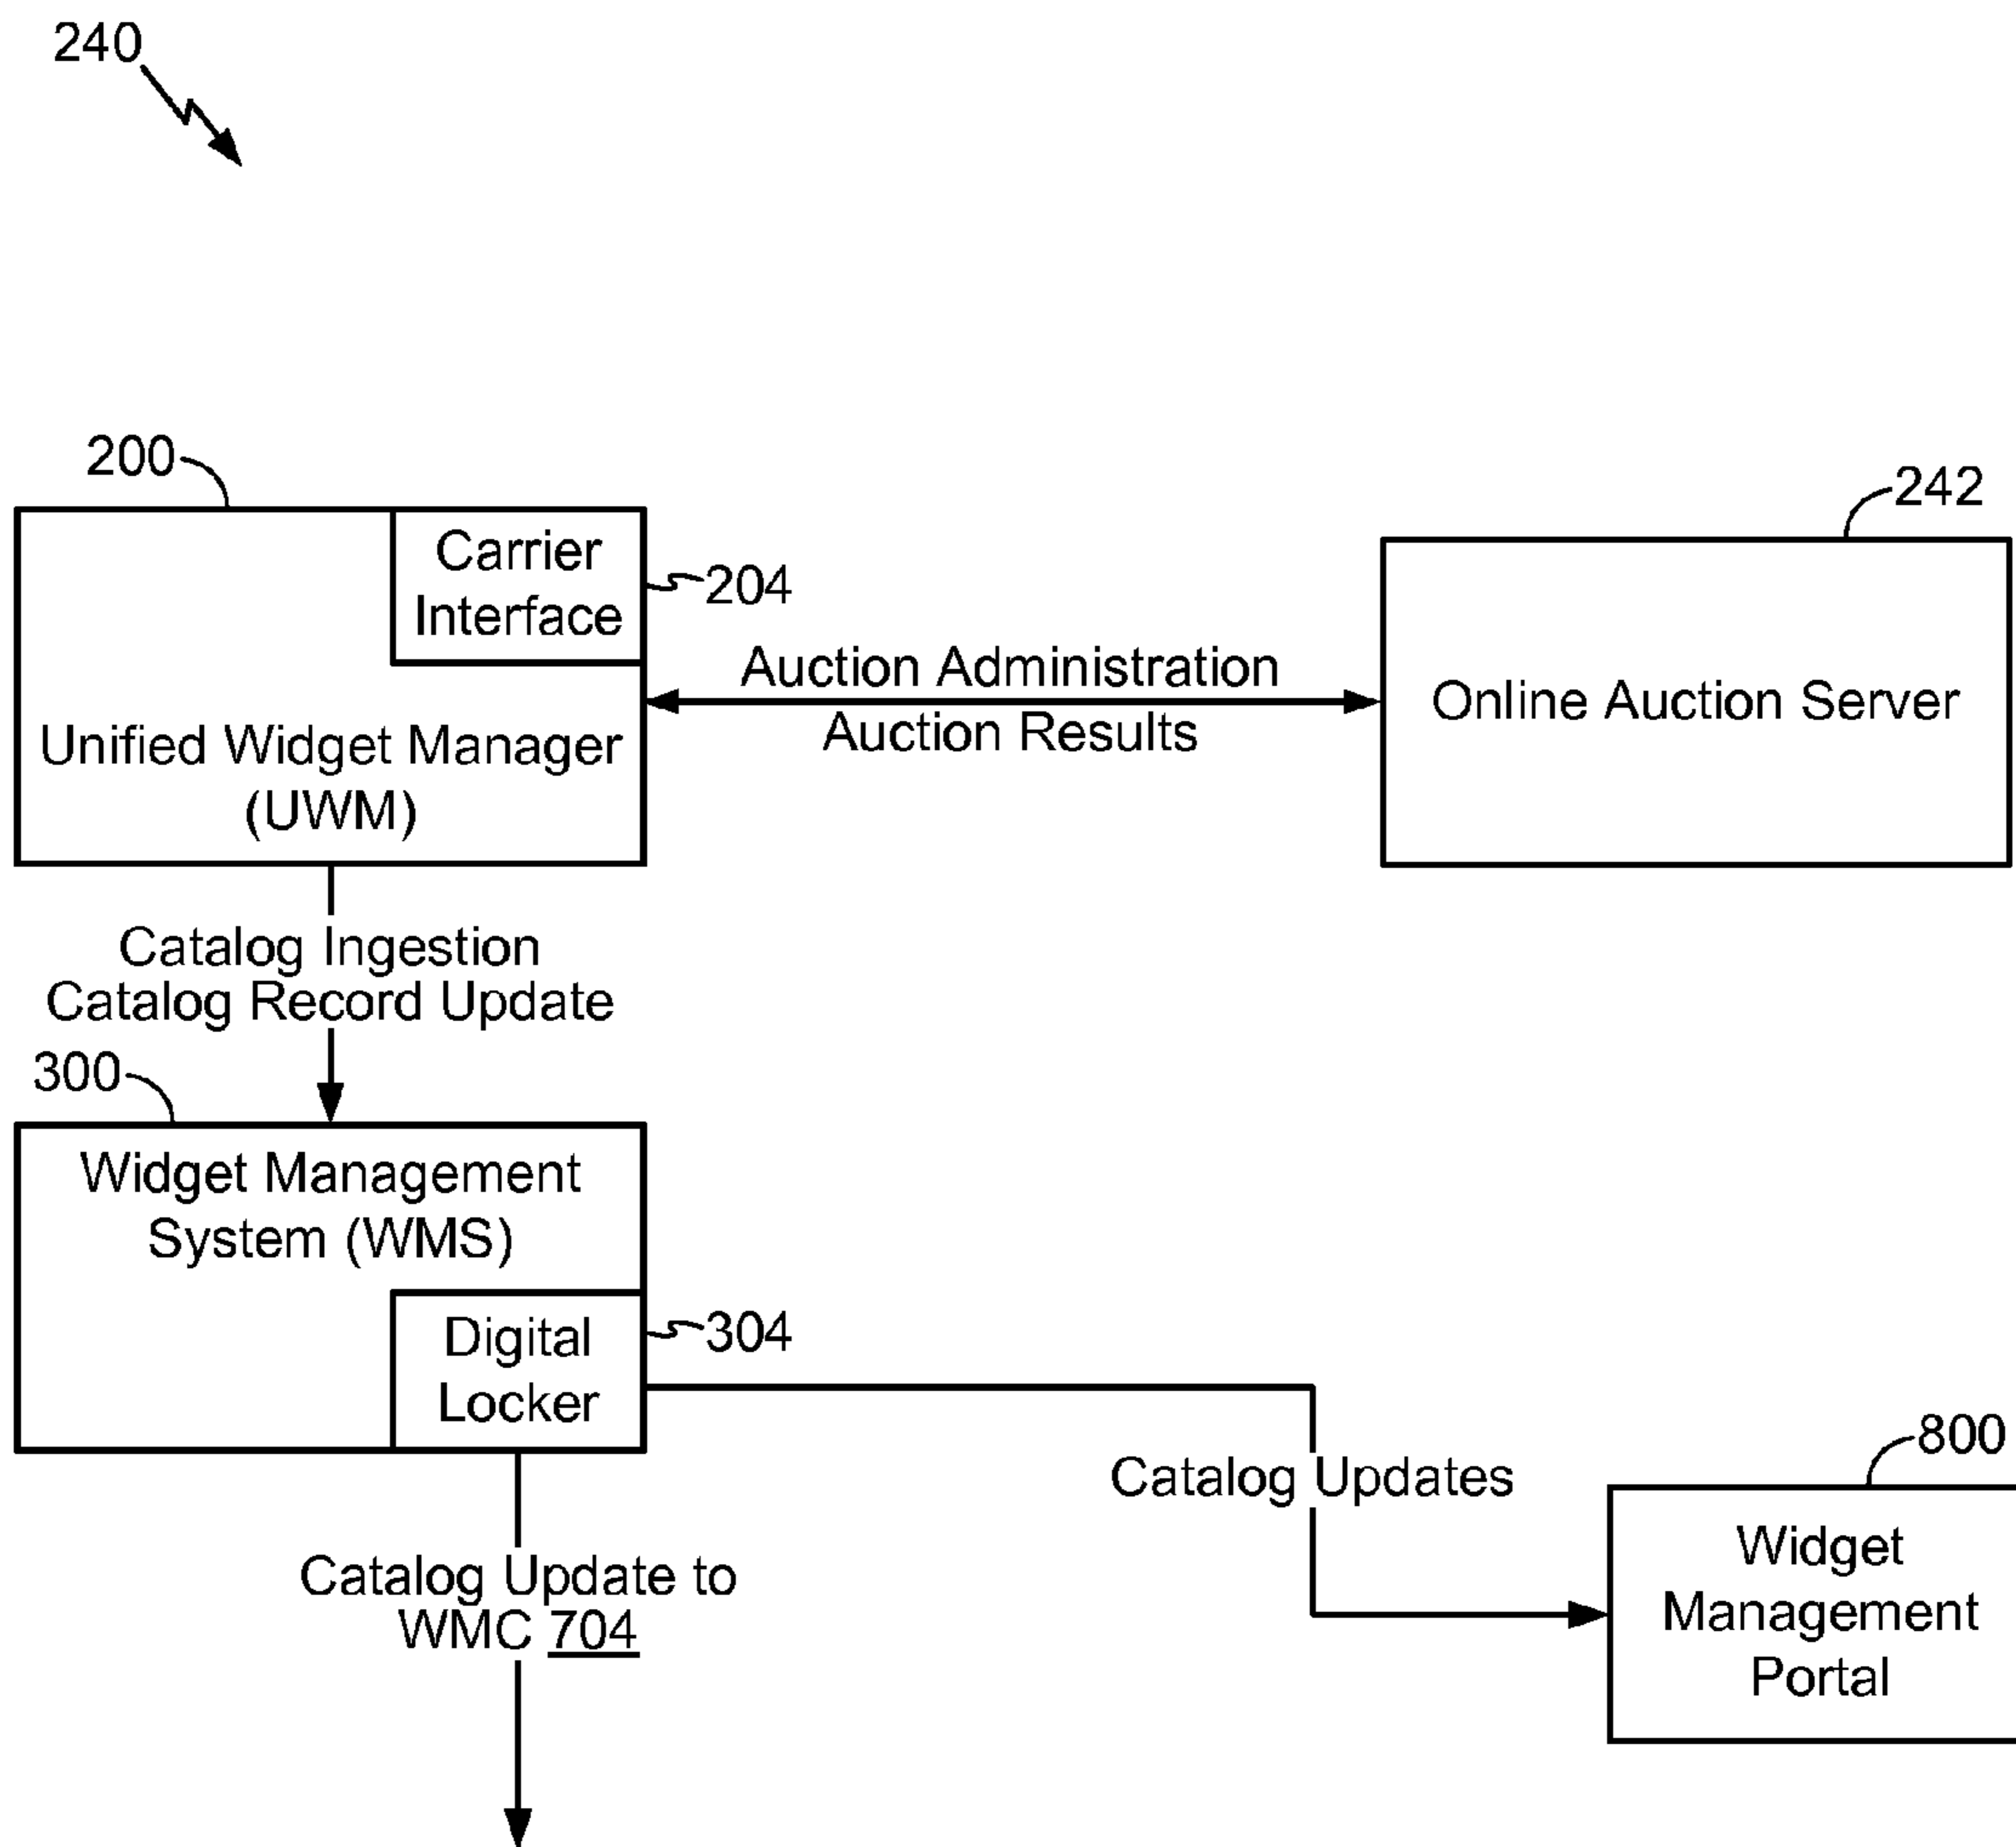 240
200
Carrier
Interface
204
242
Auction Administration
Auction Results
Online Auction Server
Unified Widget Manager
(UWM)
Catalog Ingestion
Catalog Record Update
300
Widget Management
System (WMS)
Digital
Locker
304
Catalog Updates
800
Widget
Management
Portal
Catalog Update to
WMC 704